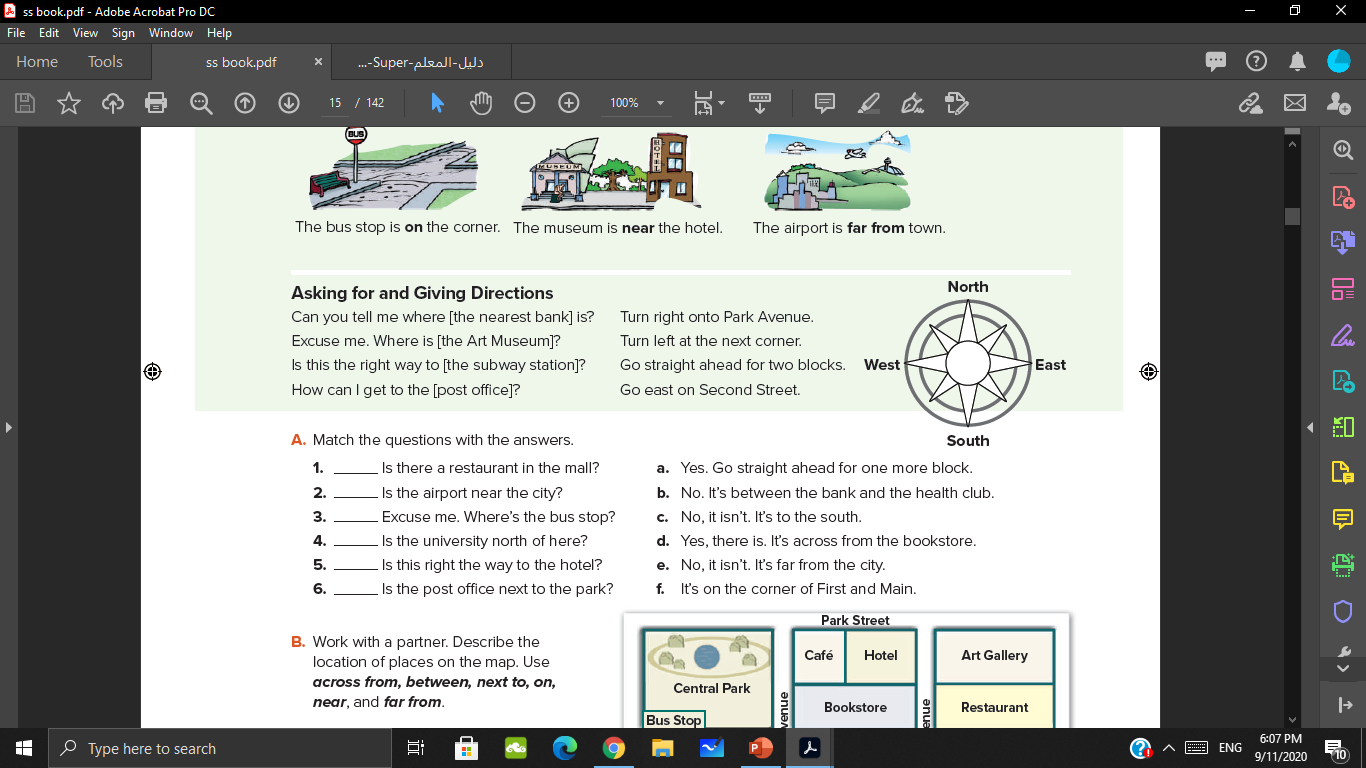 ss book.pdf - Adobe Acrobat Pro DC
File Edit View Sign Window Help
Home Tools ss book.pdf × ...-Super-دليل-المعلم
15 / 142 100%
BUS
MUSEUM
HOTEL
The bus stop is on the corner. The museum is near the hotel. The airport is far from town.
Asking for and Giving Directions
Can you tell me where [the nearest bank] is? Turn right onto Park Avenue.
Excuse me. Where is [the Art Museum]? Turn left at the next corner.
Is this the right way to [the subway station]? Go straight ahead for two blocks.
How can I get to the [post office]? Go east on Second Street.
North
West East
South
A. Match the questions with the answers.
1. _____ Is there a restaurant in the mall? a. Yes. Go straight ahead for one more block.
2. _____ Is the airport near the city? b. No. It's between the bank and the health club.
3. _____ Excuse me. Where's the bus stop? c. No, it isn't. It's to the south.
4. _____ Is the university north of here? d. Yes, there is. It's across from the bookstore.
5. _____ Is this right the way to the hotel? e. No, it isn't. It's far from the city.
6. _____ Is the post office next to the park? f. It's on the corner of First and Main.
B. Work with a partner. Describe the
location of places on the map. Use
across from, between, next to, on,
near, and far from.
Park Street
Café Hotel Art Gallery
Central Park
Bookstore Restaurant
Bus Stop
venue
enue
Type here to search
ENG
6:07 PM
9/11/2020
10